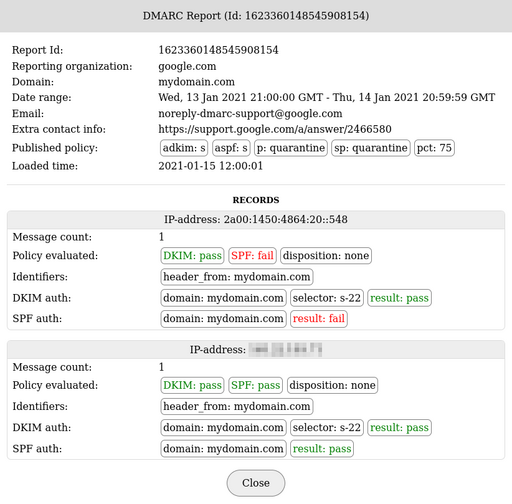 DMARC Report (Id: 1623360148545908154)
Report Id: 1623360148545908154
Reporting organization: google.com
Domain: mydomain.com
Date range: Wed, 13 Jan 2021 21:00:00 GMT - Thu, 14 Jan 2021 20:59:59 GMT
Email: noreply-dmarc-support@google.com
Extra contact info: https://support.google.com/a/answer/2466580
Published policy: adkim: s aspf: s p: quarantine sp: quarantine pct: 75
Loaded time: 2021-01-15 12:00:01
RECORDS
IP-address: 2a00:1450:4864:20::548
Message count: 1
Policy evaluated: DKIM: pass SPF: fail disposition: none
Identifiers: header_from: mydomain.com
DKIM auth: domain: mydomain.com selector: s-22 result: pass
SPF auth: domain: mydomain.com result: fail
IP-address:
Message count: 1
Policy evaluated: DKIM: pass SPF: pass disposition: none
Identifiers: header_from: mydomain.com
DKIM auth: domain: mydomain.com selector: s-22 result: pass
SPF auth: domain: mydomain.com result: pass
Close